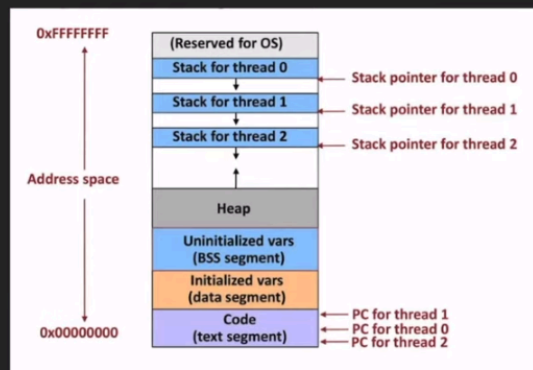 0xFFFFFFFF
(Reserved for OS)
Stack for thread 0
Stack pointer for thread 0
Stack for thread 1
Stack pointer for thread 1
Stack for thread 2
Stack pointer for thread 2
Address space
Heap
Uninitialized vars
(BSS segment)
Initialized vars
(data segment)
Code
(text segment)
PC for thread 1
PC for thread 0
PC for thread 2
0x00000000